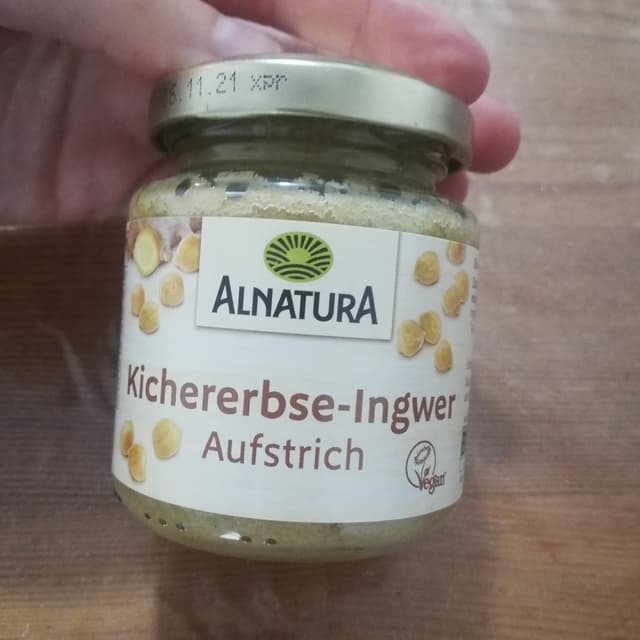 .11.21 xpr
ALNATURA
Kichererbse-Ingwer
Aufstrich
Vegan